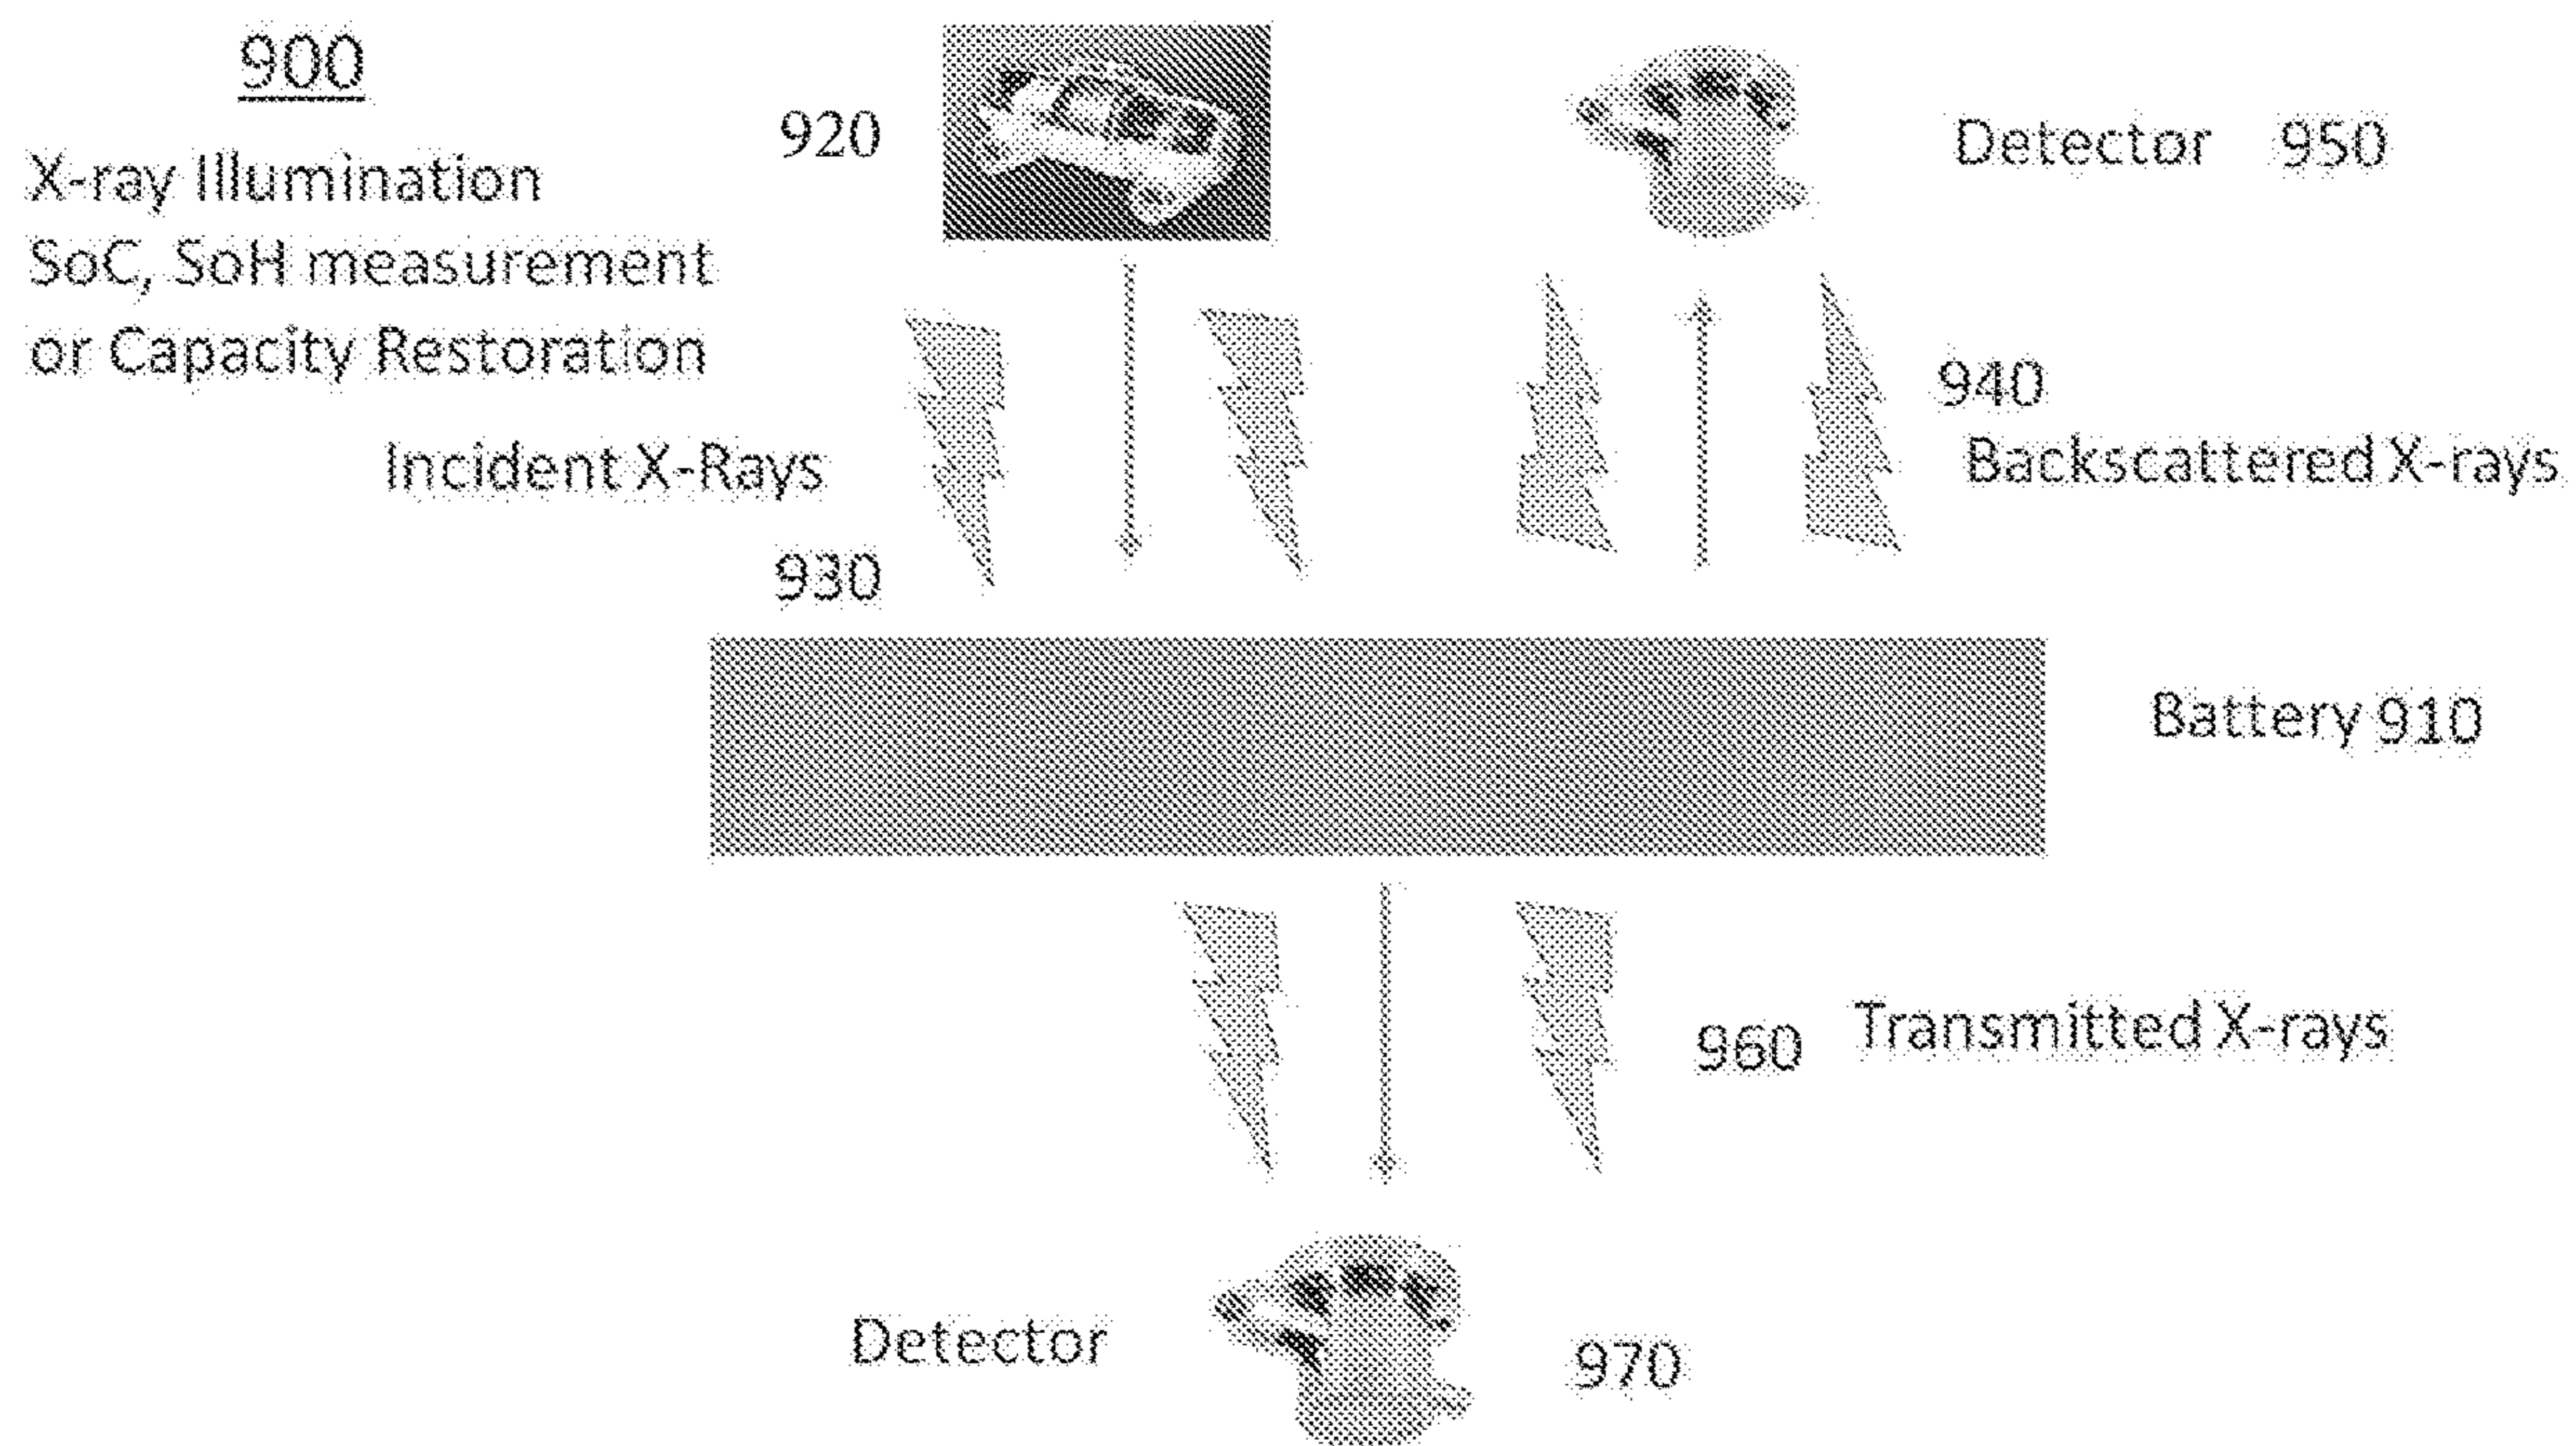 900
X-ray Illumination
SoC, SoH measurement
or Capacity Restoration
920
Detector 950
Incident X-Rays
930
940
Backscattered X-rays
Battery 910
960 Transmitted X-rays
Detector
970